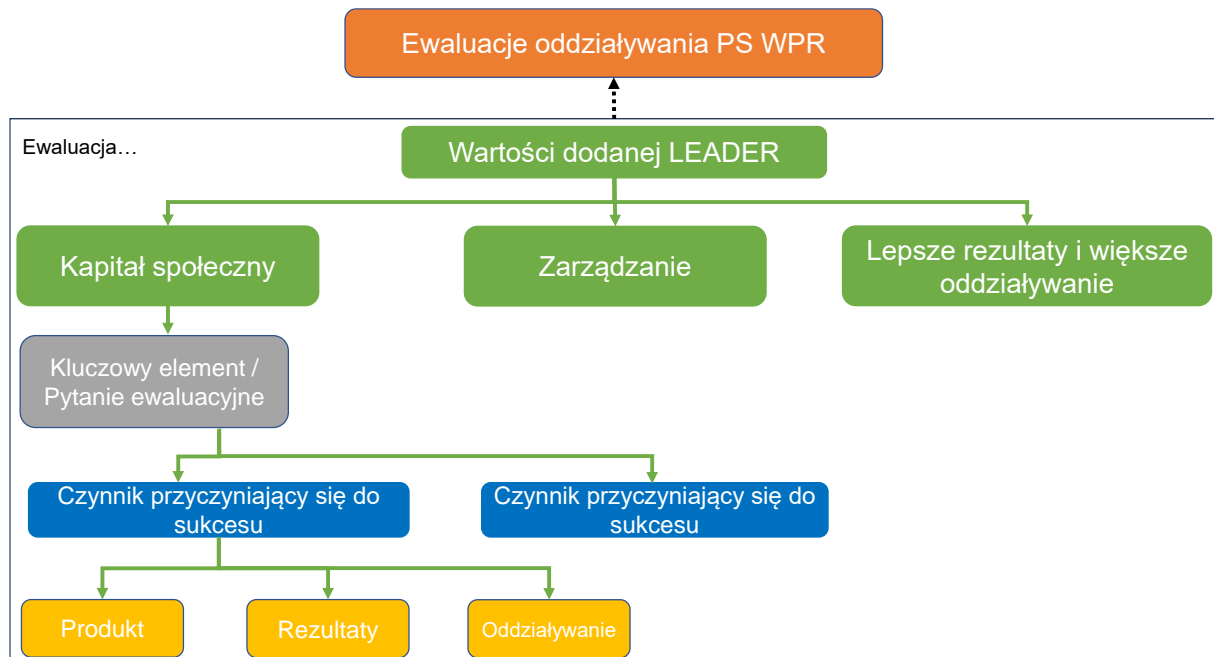 Ewaluacje oddziaływania PS WPR
Ewaluacja…
Wartości dodanej LEADER
Kapitał społeczny
Zarządzanie
Lepsze rezultaty i większe
oddziaływanie
Kluczowy element /
Pytanie ewaluacyjne
Czynnik przyczyniający się do
sukcesu
Czynnik przyczyniający się do
sukcesu
Produkt
Rezultaty
Oddziaływanie